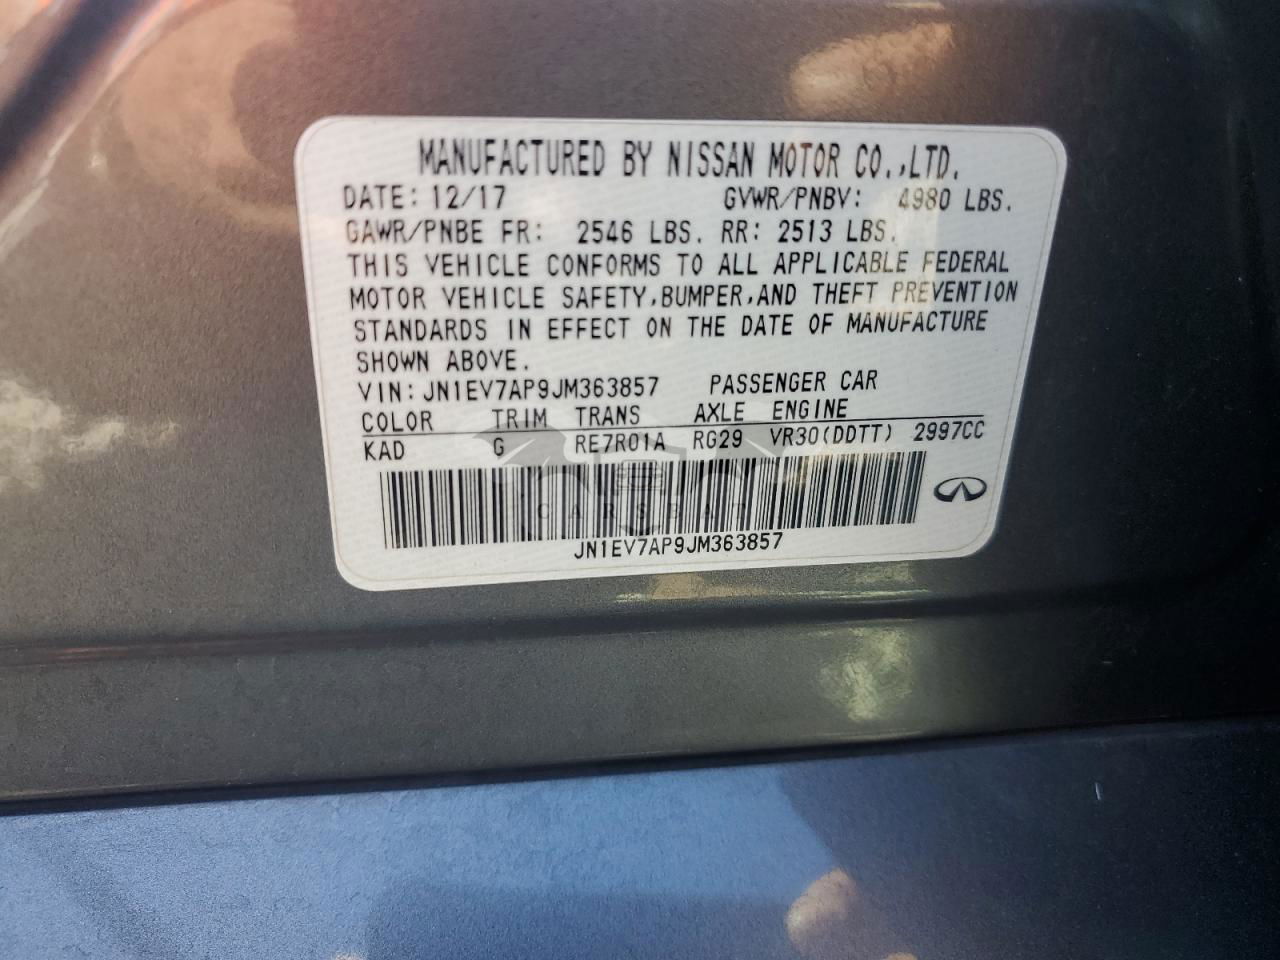 MANUFACTURED BY NISSAN MOTOR CO.,LTD.
DATE: 12/17 GVWR/PNBV: 4980 LBS.
GAWR/PNBE FR: 2546 LBS. RR: 2513 LBS.
THIS VEHICLE CONFORMS TO ALL APPLICABLE FEDERAL
MOTOR VEHICLE SAFETY,BUMPER,AND THEFT PREVENTION
STANDARDS IN EFFECT ON THE DATE OF MANUFACTURE
SHOWN ABOVE.
VIN: JN1EV7AP9JM363857 PASSENGER CAR
COLOR TRIM TRANS AXLE ENGINE
KAD G RE7R01A RG29 VR30(DDTT) 2997CC
CARSBAT
JN1EV7AP9JM363857